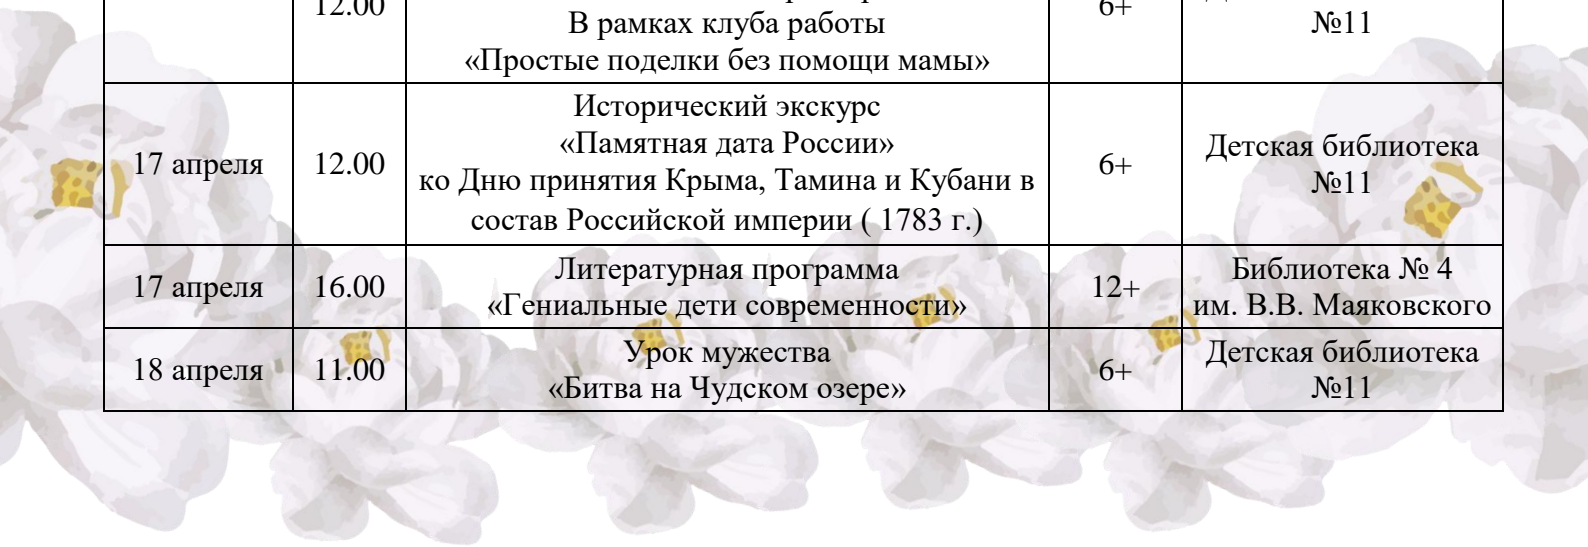 12.00
6+
В рамках клуба работы
№11
«Простые поделки без помощи мамы»
Исторический экскурс
«Памятная дата России»
17 апреля
12.00
ко Дню принятия Крыма, Тамина и Кубани в
состав Российской империи ( 1783 г.)
6+
Детская библиотека
№11
17 апреля
16.00
Литературная программа
«Гениальные дети современности»
12+
Библиотека № 4
им. В.В. Маяковского
18 апреля
11.00
Урок мужества
«Битва на Чудском озере»
6+
Детская библиотека
№11